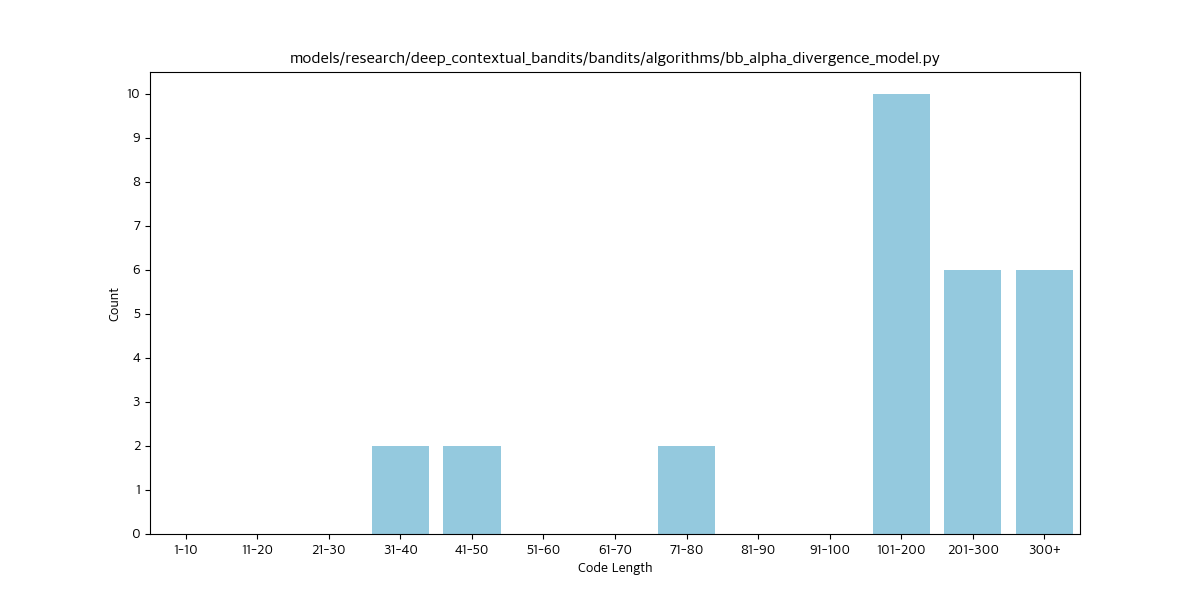 models/research/deep_contextual_bandits/bandits/algorithms/bb_alpha_divergence_model.py
10
9
8
7
6
5
4
3
2
1
0
Count
1-10 11-20 21-30 31-40 41-50 51-60 61-70 71-80 81-90 91-100 101-200 201-300 300+
Code Length